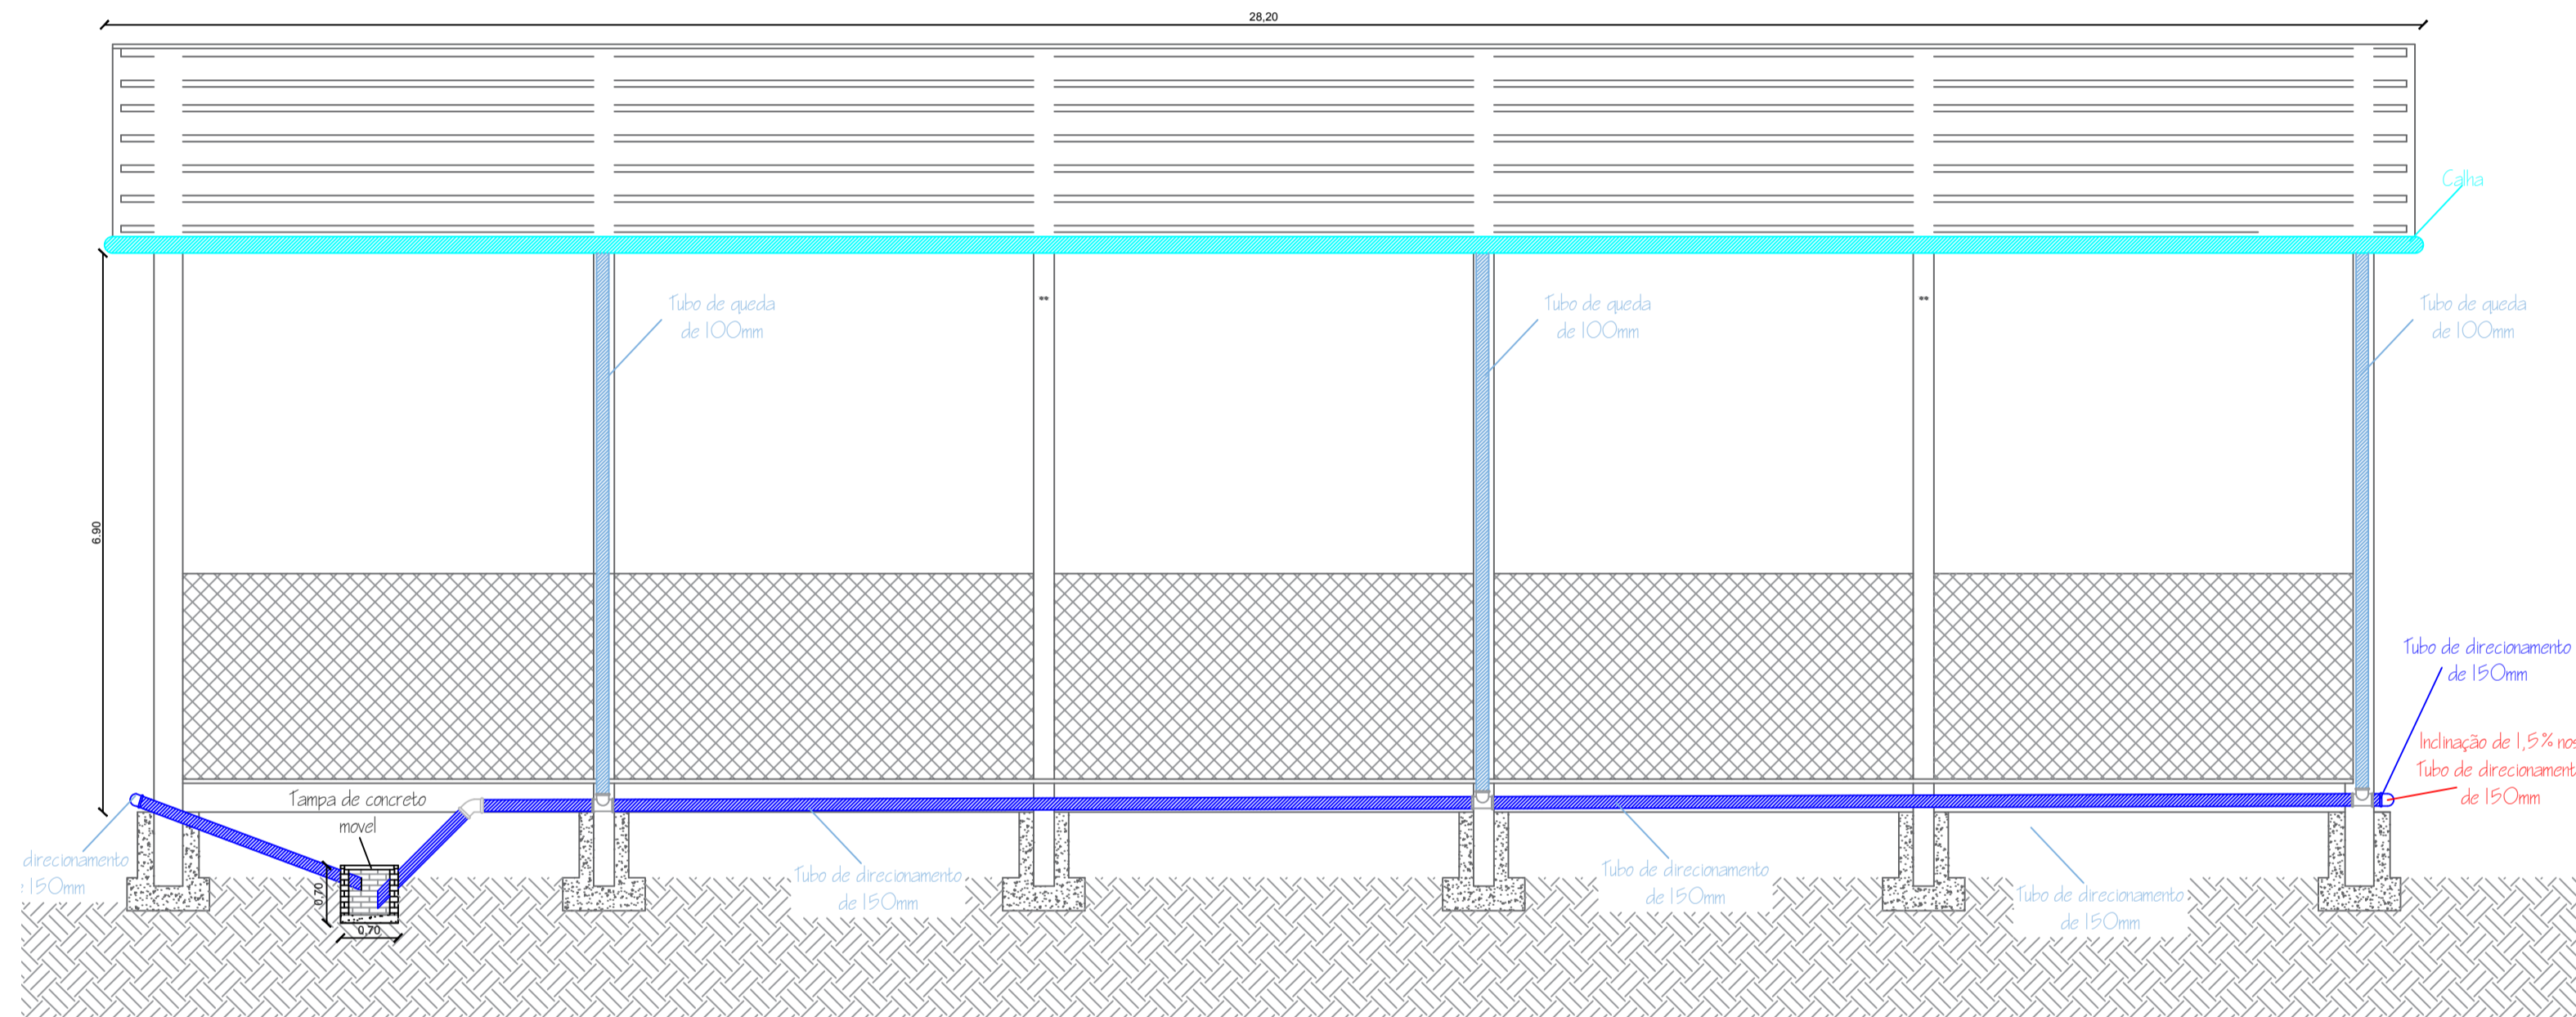 28,20
Calha
Tubo de queda
de 100mm
Tubo de queda
de 100mm
Tubo de queda
de 100mm
**
**
6.90
Tubo de direcionamento
de 150mm
Inclinação de 1,5% nos
Tubo de direcionament
de 150mm
Tampa de concreto
movel
direcionamento
150mm
0,70
0,70
Tubo de direcionamento
de 150mm
Tubo de direcionamento
de 150mm
Tubo de direcionamento
de 150mm